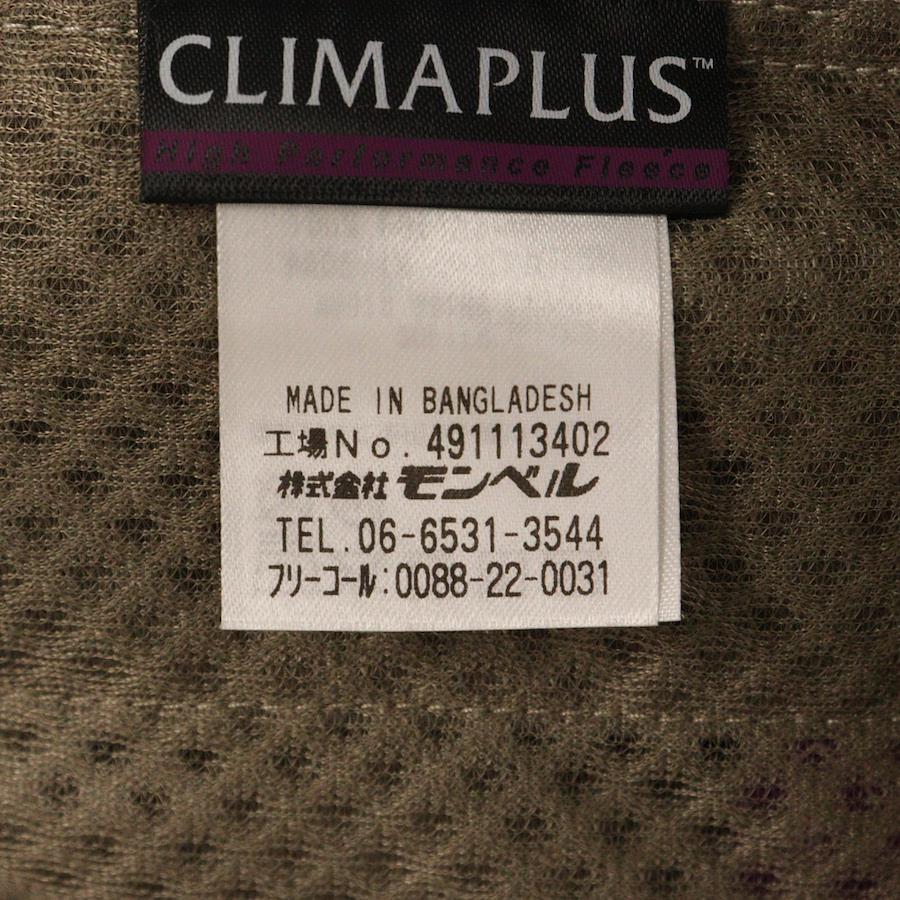 CLIMAPLUS™
High Performance Fleece
MADE IN BANGLADESH
工場No. 491113402
株式会社モンベル
TEL.06-6531-3544
フリーコール:0088-22-0031